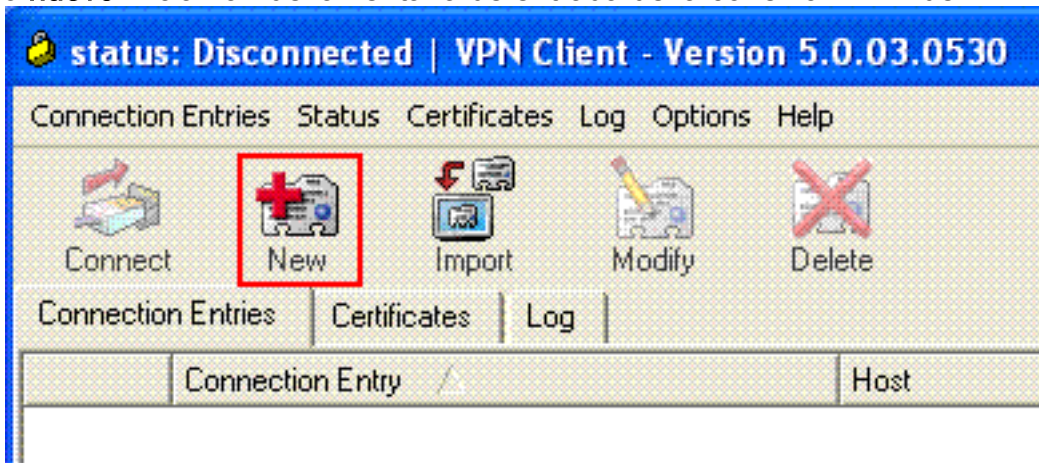 status: Disconnected | VPN Client - Version 5.0.03.0530
Connection Entries Status Certificates Log Options Help
Connect New Import Modify Delete
Connection Entries Certificates Log
Connection Entry Host